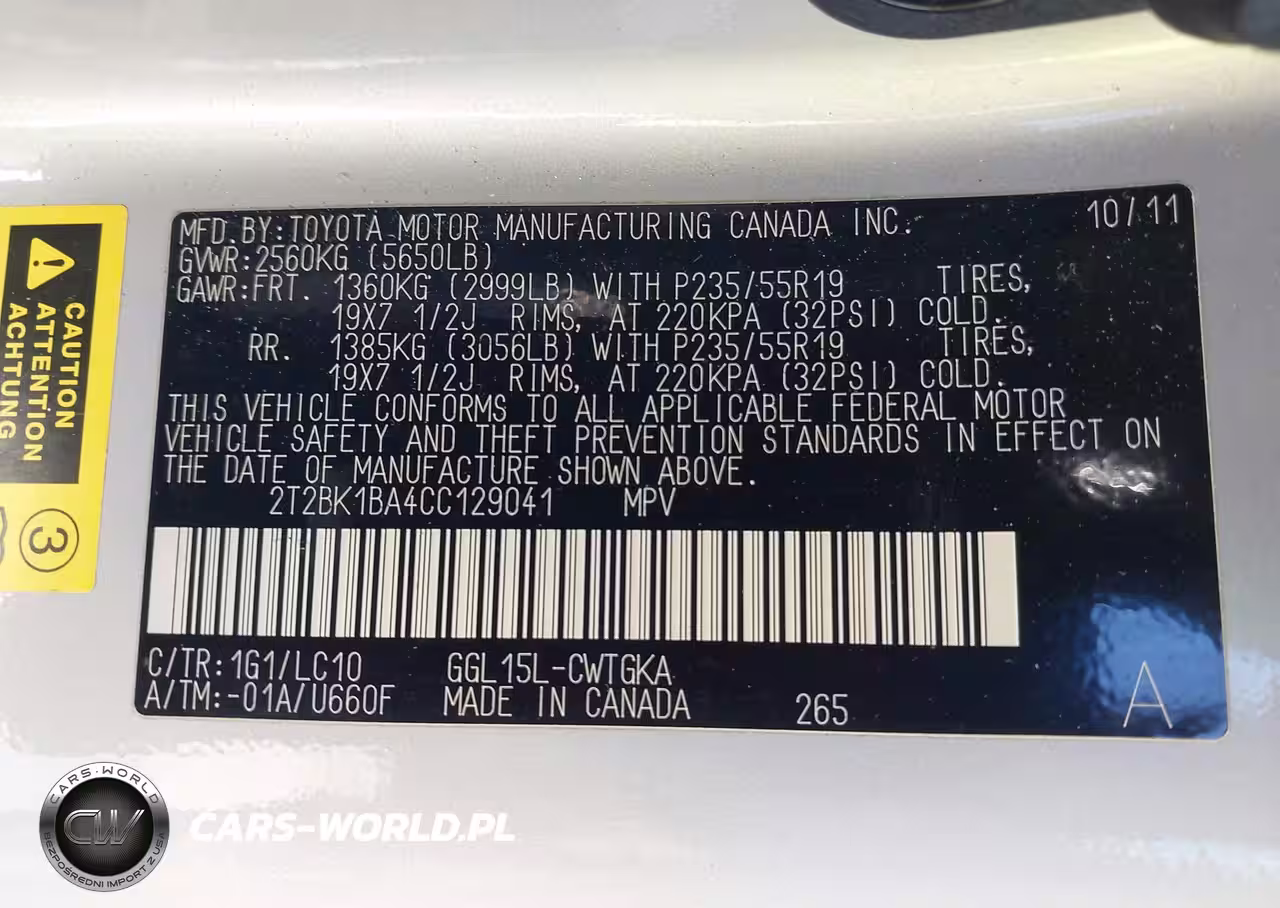 MFD. BY: TOYOTA MOTOR MANUFACTURING CANADA INC. 10/11
GVWR: 2560KG (5650LB)
GAWR: FRT. 1360KG (2999LB) WITH P235/55R19 TIRES,
19X7 1/2J RIMS, AT 220KPA (32PSI) COLD.
RR. 1385KG (3056LB) WITH P235/55R19 TIRES,
19X7 1/2J RIMS, AT 220KPA (32PSI) COLD.
THIS VEHICLE CONFORMS TO ALL APPLICABLE FEDERAL MOTOR
VEHICLE SAFETY AND THEFT PREVENTION STANDARDS IN EFFECT ON
THE DATE OF MANUFACTURE SHOWN ABOVE.
2T2BK1BA4CC129041 MPV
C/TR: 1G1/LC10 GGL15L-CWTGKA
A/TM: -01A/U660F MADE IN CANADA 265 A
CAUTION
ATTENTION
ACHTUNG
3
CARS-WORLD
CW
BEZPOŚREDNI IMPORT Z USA
CARS-WORLD.PL